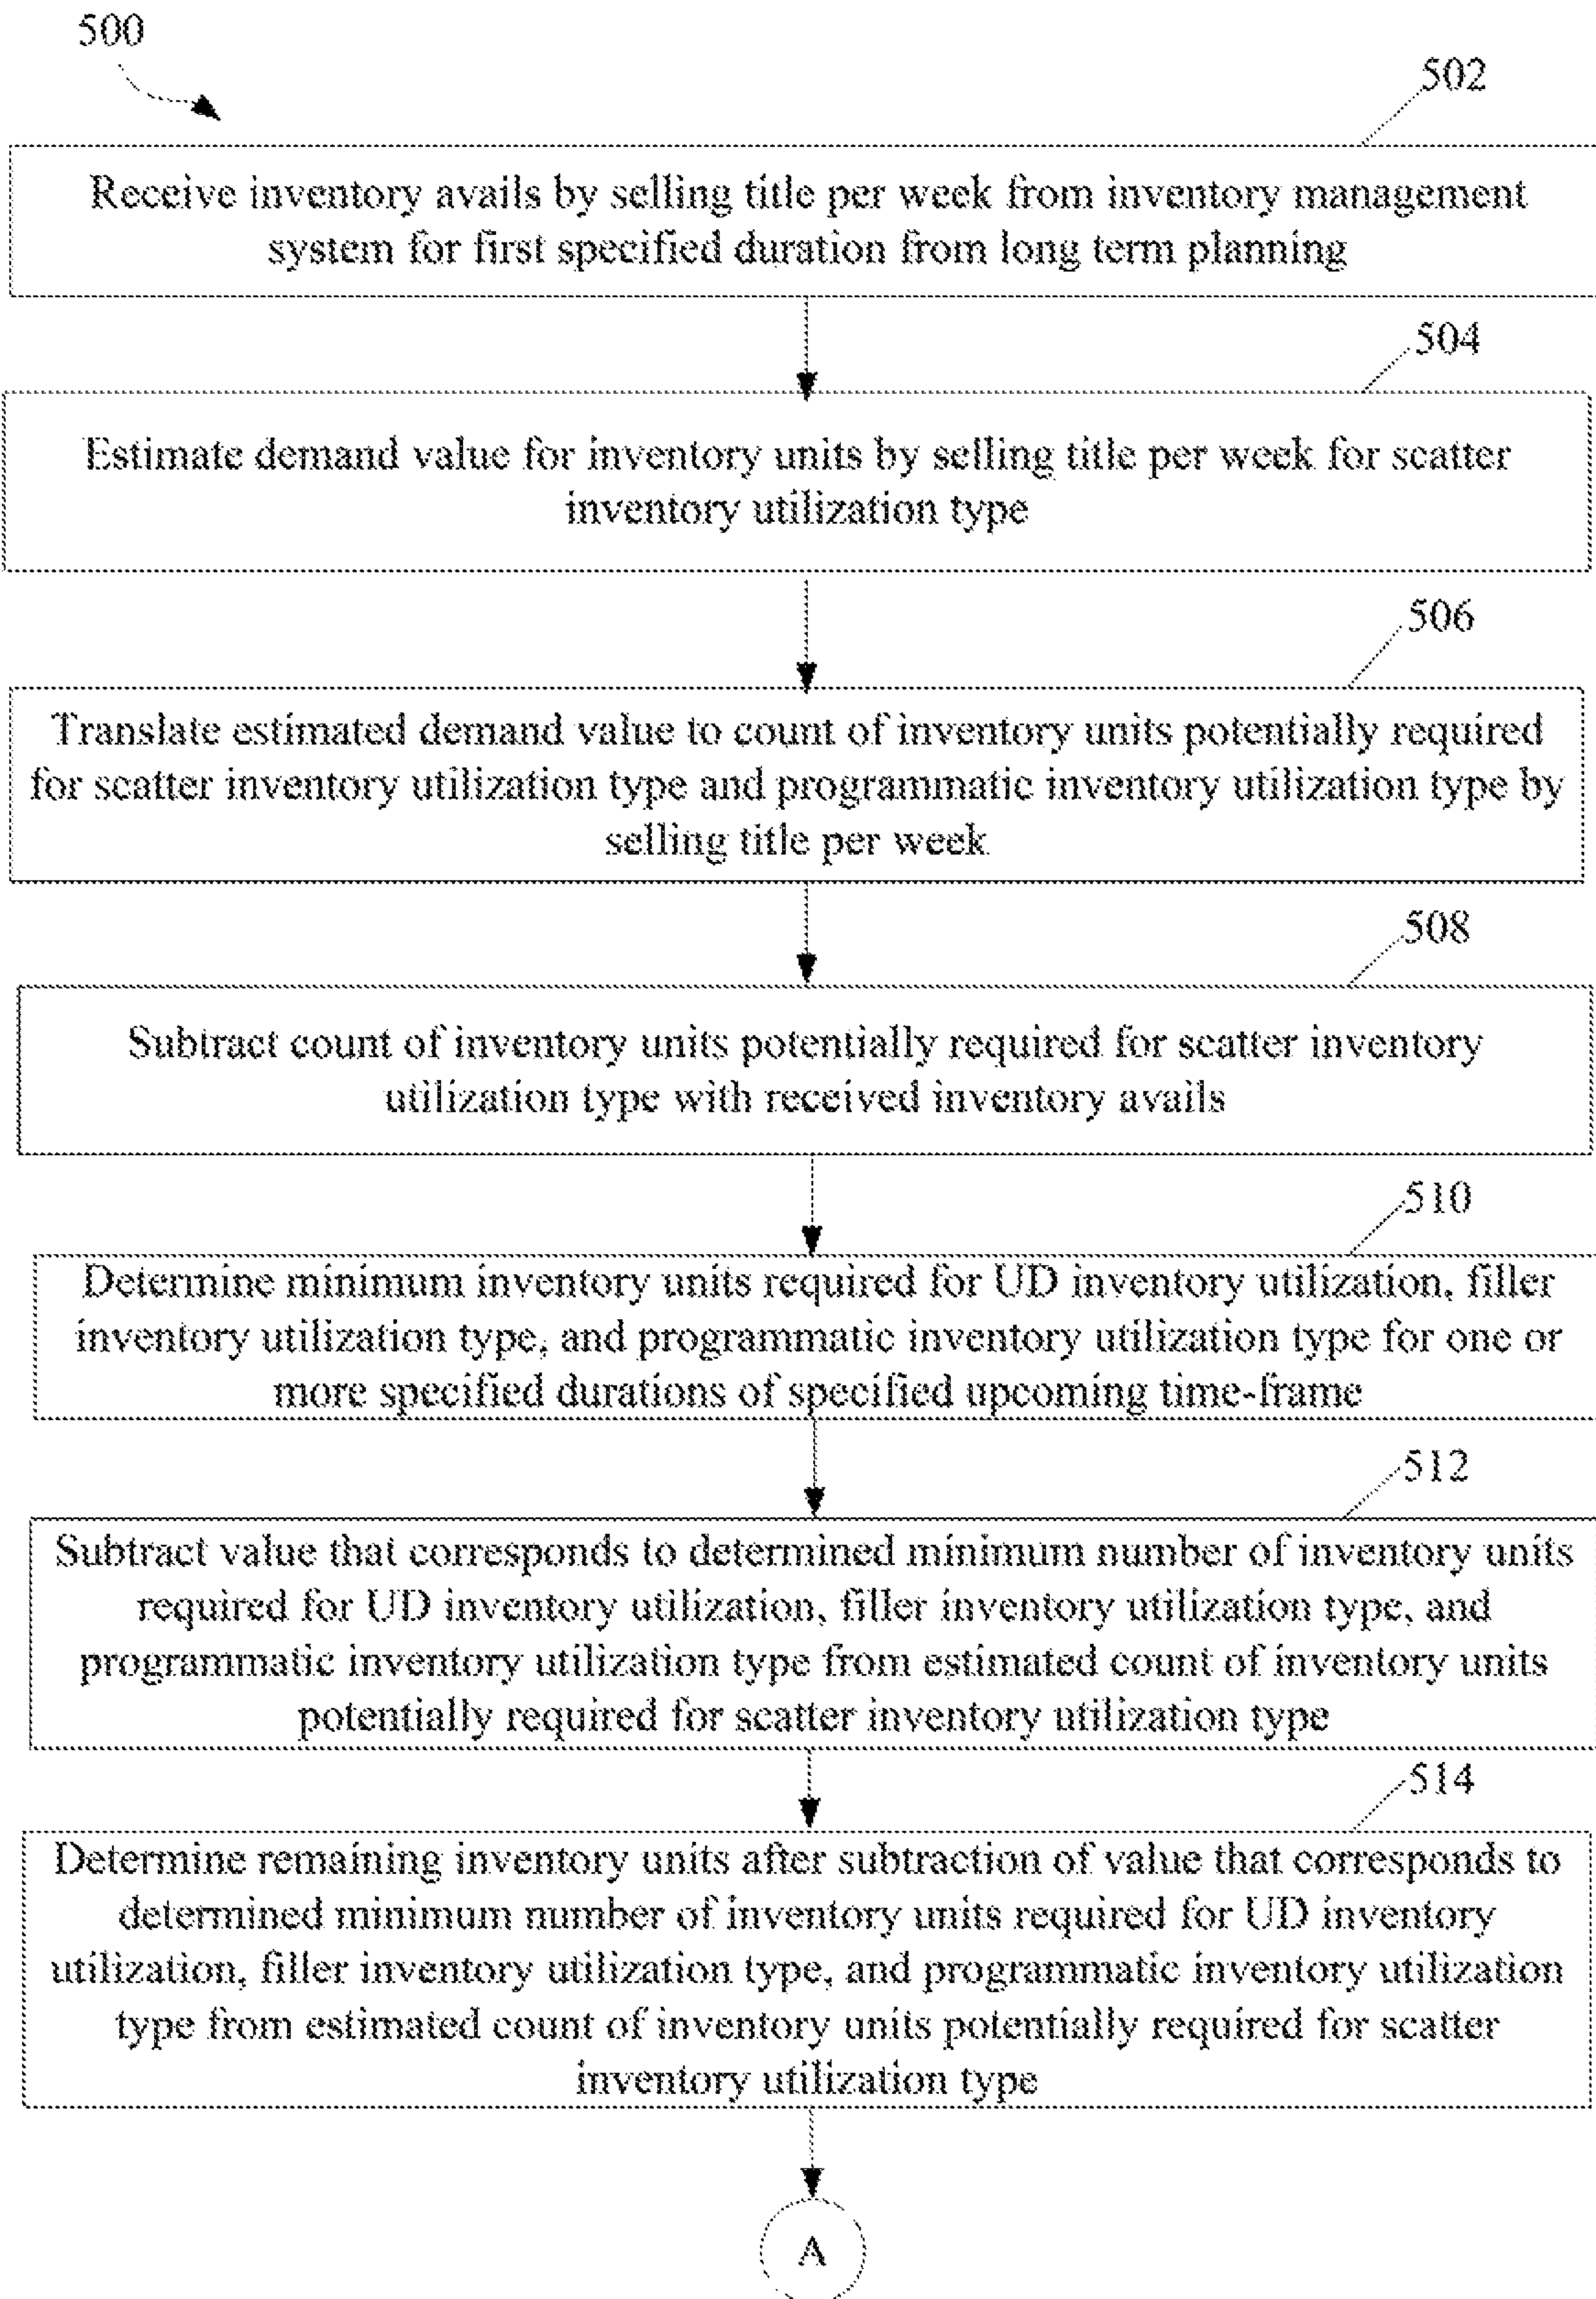 500
502
Receive inventory avails by selling title per week from inventory management
system for first specified duration from long term planning
504
Estimate demand value for inventory units by selling title per week for scatter
inventory utilization type
506
Translate estimated demand value to count of inventory units potentially required
for scatter inventory utilization type and programmatic inventory utilization type by
selling title per week
508
Subtract count of inventory units potentially required for scatter inventory
utilization type with received inventory avails
510
Determine minimum inventory units required for UD inventory utilization, filler
inventory utilization type, and programmatic inventory utilization type for one or
more specified durations of specified upcoming time-frame
512
Subtract value that corresponds to determined minimum number of inventory units
required for UD inventory utilization, filler inventory utilization type, and
programmatic inventory utilization type from estimated count of inventory units
potentially required for scatter inventory utilization type
514
Determine remaining inventory units after subtraction of value that corresponds to
determined minimum number of inventory units required for UD inventory
utilization, filler inventory utilization type, and programmatic inventory utilization
type from estimated count of inventory units potentially required for scatter
inventory utilization type
A